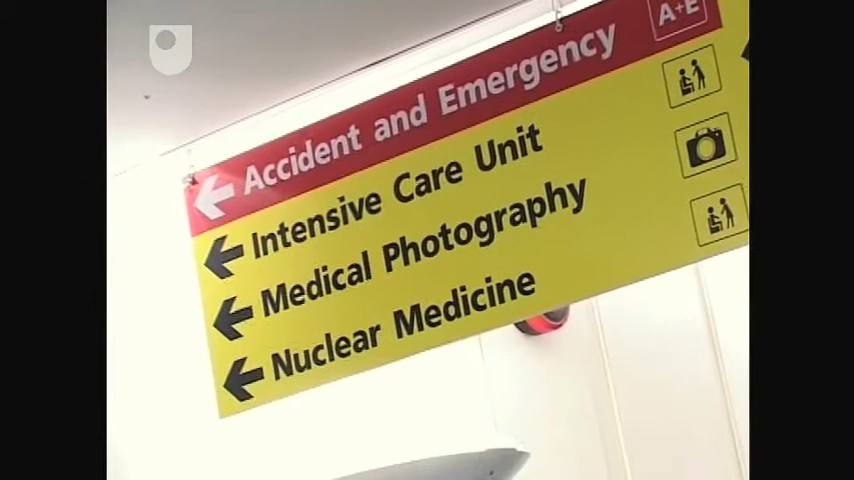 Accident and Emergency A+E
Intensive Care Unit
Medical Photography
Nuclear Medicine